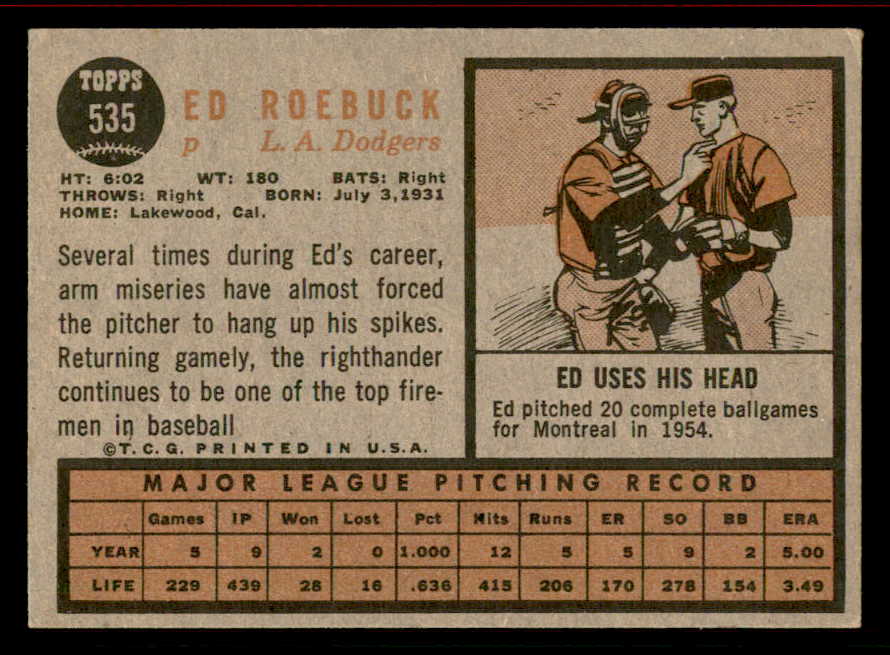 TOPPS
535
ED ROEBUCK
p L. A. Dodgers
HT: 6:02 WT: 180 BATS: Right
THROWS: Right BORN: July 3,1931
HOME: Lakewood, Cal.
Several times during Ed's career,
arm miseries have almost forced
the pitcher to hang up his spikes.
Returning gamely, the righthander
continues to be one of the top fire-
men in baseball
©T. C. G. PRINTED IN U.S.A.
ED USES HIS HEAD
Ed pitched 20 complete ballgames
for Montreal in 1954.
MAJOR LEAGUE PITCHING RECORD
Games IP Won Lost Pct Hits Runs ER SO BB ERA
YEAR 5 9 2 0 1.000 12 5 5 9 2 5.00
LIFE 229 439 28 16 .636 415 206 170 278 154 3.49